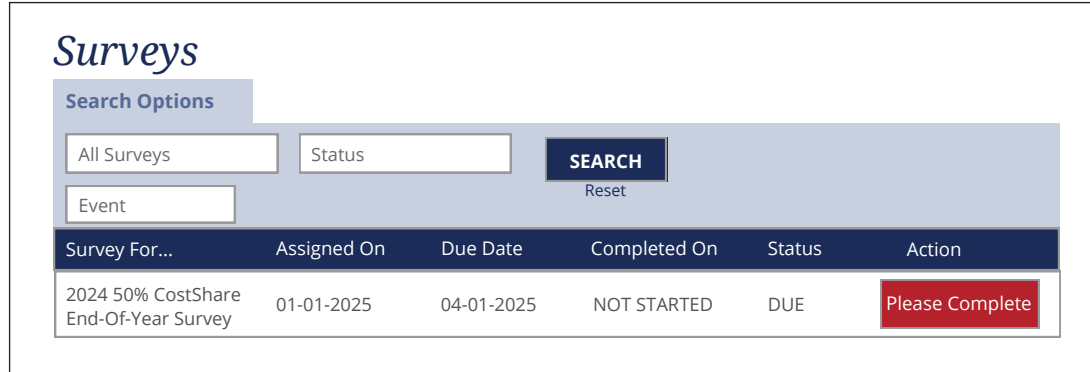 Surveys
Search Options
All Surveys Status SEARCH
Reset
Event
Survey For... Assigned On Due Date Completed On Status Action
2024 50% CostShare
End-Of-Year Survey 01-01-2025 04-01-2025 NOT STARTED DUE Please Complete